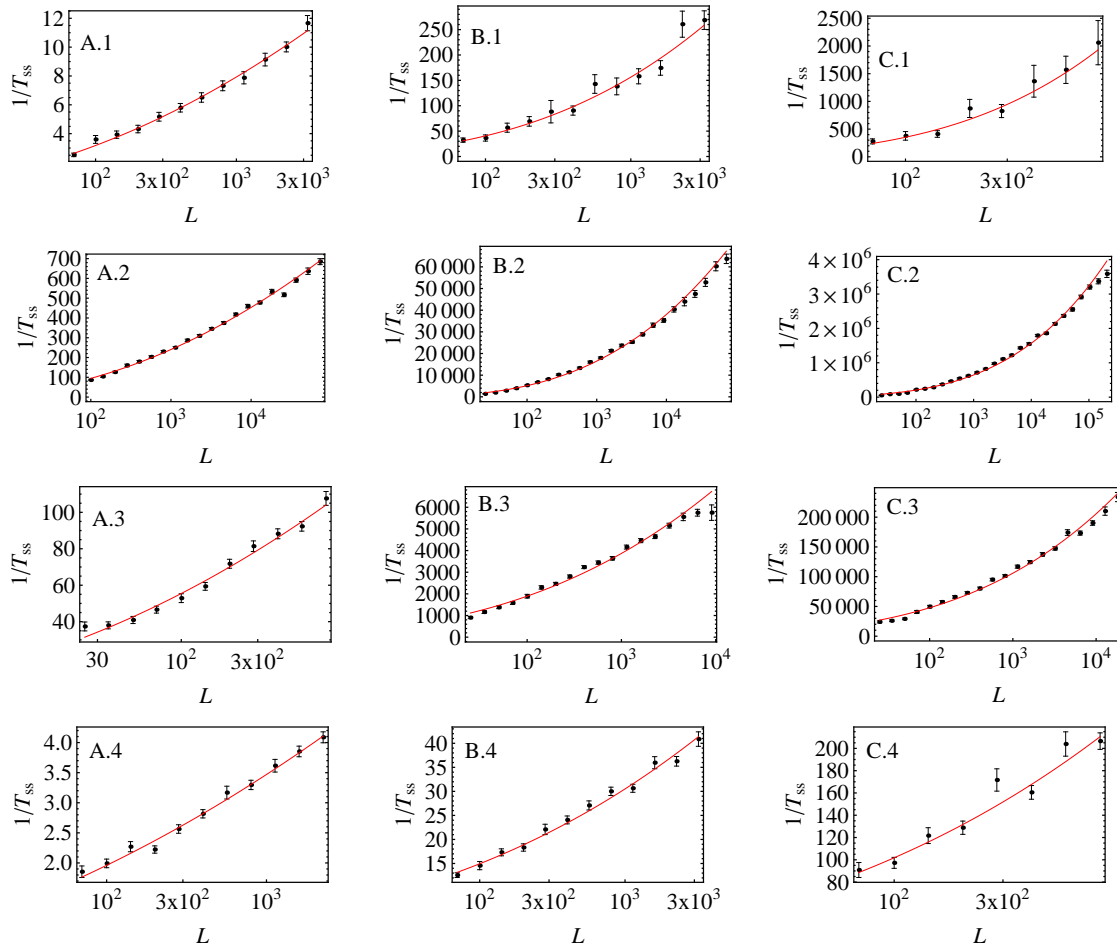 A.1
1/Tss
12
10
8
6
4
10²
3x10²
10³
3x10³
L
B.1
1/Tss
250
200
150
100
50
0
10²
3x10²
10³
3x10³
L
C.1
1/Tss
2500
2000
1500
1000
500
0
10²
3x10²
L
A.2
1/Tss
700
600
500
400
300
200
100
0
10²
10³
10⁴
L
B.2
1/Tss
60 000
50 000
40 000
30 000
20 000
10 000
0
10²
10³
10⁴
L
C.2
1/Tss
4×10⁶
3×10⁶
2×10⁶
1×10⁶
0
10²
10³
10⁴
10⁵
L
A.3
1/Tss
100
80
60
40
30
10²
3x10²
L
B.3
1/Tss
6000
5000
4000
3000
2000
1000
0
10²
10³
10⁴
L
C.3
1/Tss
200 000
150 000
100 000
50 000
0
10²
10³
10⁴
L
A.4
1/Tss
4.0
3.5
3.0
2.5
2.0
10²
3x10²
10³
L
B.4
1/Tss
40
35
30
25
20
15
10²
3x10²
10³
3x10³
L
C.4
1/Tss
200
180
160
140
120
100
80
10²
3x10²
L